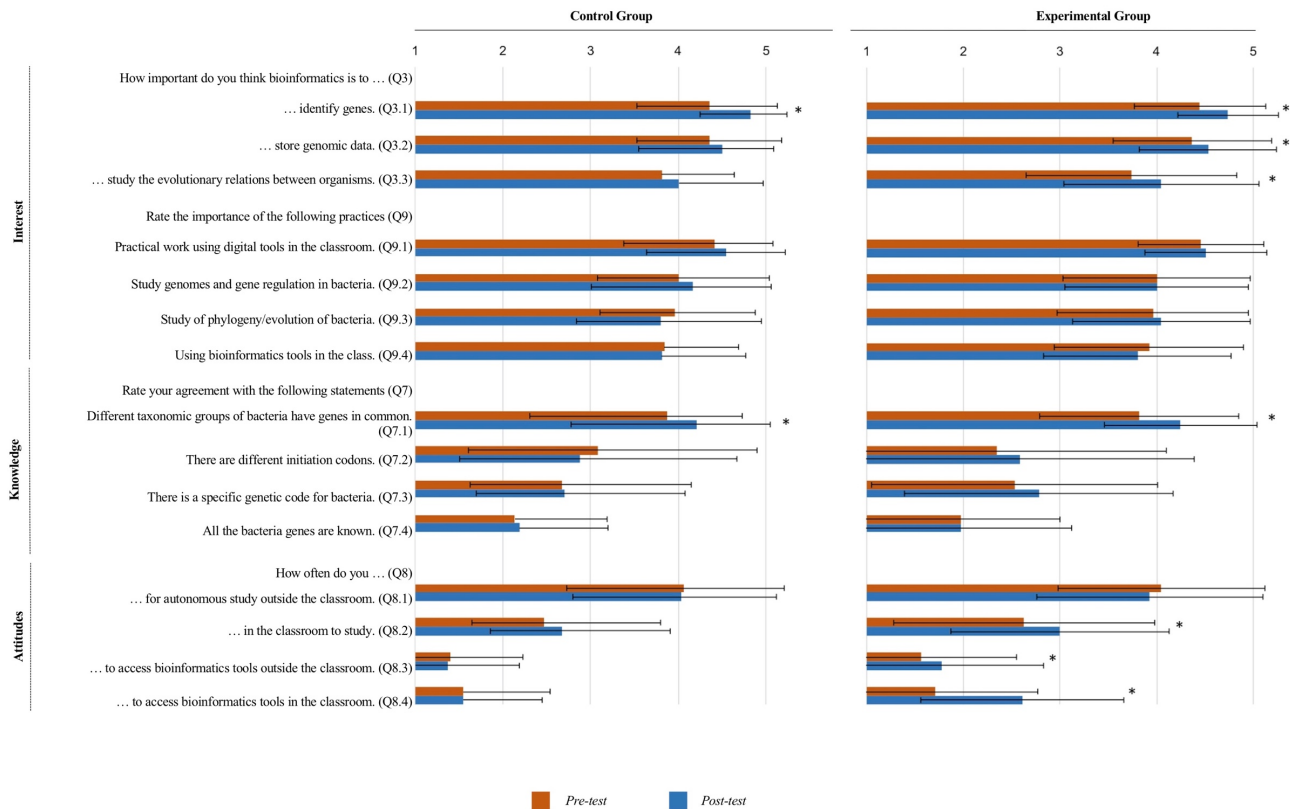 Control Group
Experimental Group
1 2 3 4 5
1 2 3 4 5
Interest
How important do you think bioinformatics is to … (Q3)
… identify genes. (Q3.1)
*
*
… store genomic data. (Q3.2)
*
… study the evolutionary relations between organisms. (Q3.3)
*
Rate the importance of the following practices (Q9)
Practical work using digital tools in the classroom. (Q9.1)
Study genomes and gene regulation in bacteria. (Q9.2)
Study of phylogeny/evolution of bacteria. (Q9.3)
Using bioinformatics tools in the class. (Q9.4)
Knowledge
Rate your agreement with the following statements (Q7)
Different taxonomic groups of bacteria have genes in common.
(Q7.1)
*
*
There are different initiation codons. (Q7.2)
There is a specific genetic code for bacteria. (Q7.3)
All the bacteria genes are known. (Q7.4)
Attitudes
How often do you … (Q8)
… for autonomous study outside the classroom. (Q8.1)
… in the classroom to study. (Q8.2)
*
… to access bioinformatics tools outside the classroom. (Q8.3)
*
… to access bioinformatics tools in the classroom. (Q8.4)
*
Pre-test
Post-test